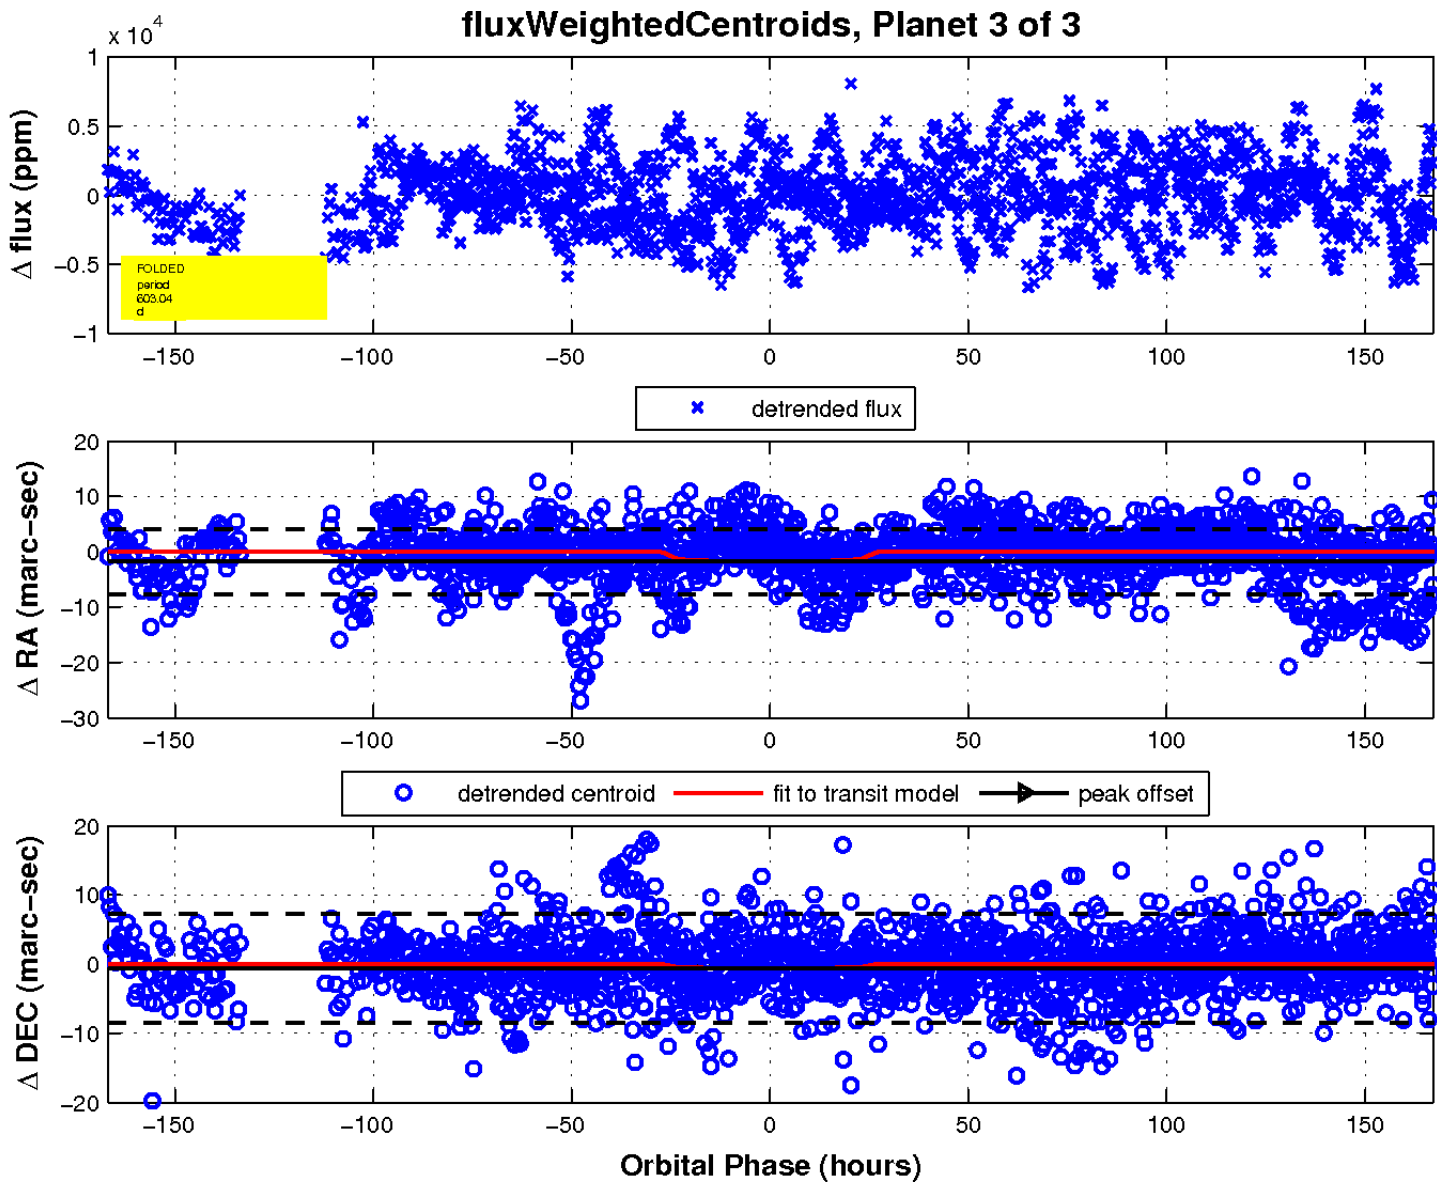 fluxWeightedCentroids, Planet 3 of 3
x 10^4
1
0.5
0
−0.5
−1
Δ flux (ppm)
FOLDED
period
603.04
d
−150 −100 −50 0 50 100 150
detrended flux
20
10
0
−10
−20
−30
Δ RA (marc−sec)
−150 −100 −50 0 50 100 150
detrended centroid fit to transit model peak offset
20
10
0
−10
−20
Δ DEC (marc−sec)
−150 −100 −50 0 50 100 150
Orbital Phase (hours)